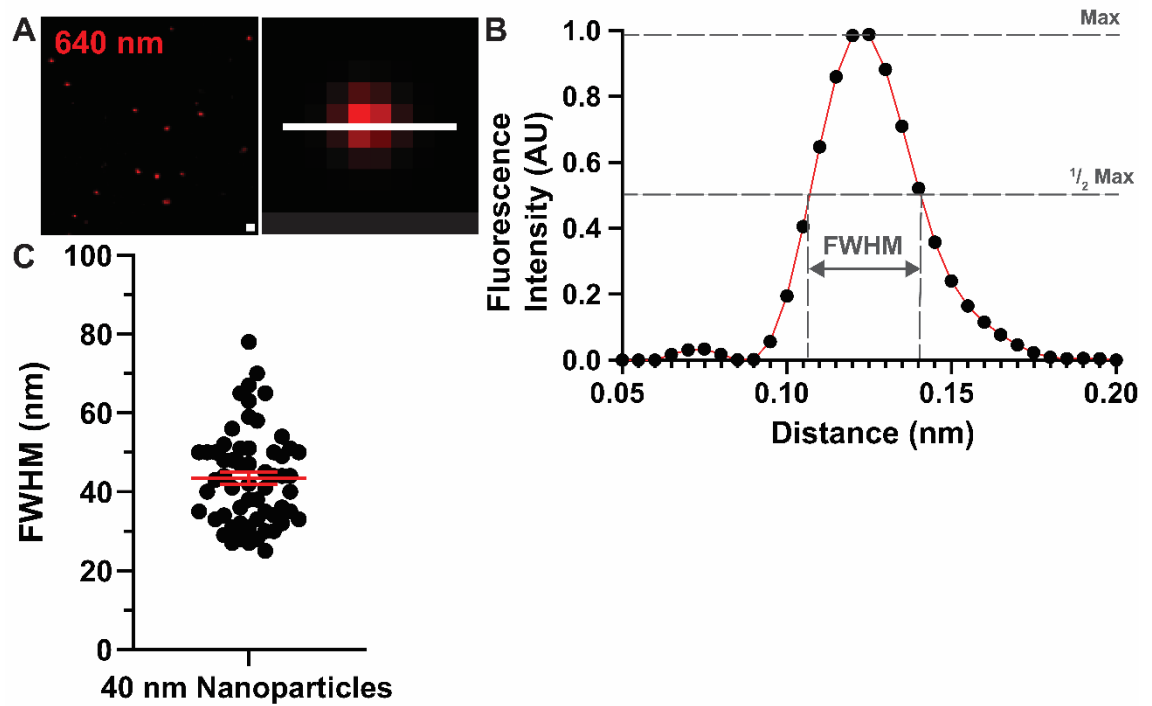 A
640 nm
B
Max
1/2 Max
FWHM
1.0
0.8
0.6
0.4
0.2
0.0
Fluorescence
Intensity (AU)
0.05
0.10
0.15
0.20
Distance (nm)
C
100
80
60
40
20
0
FWHM (nm)
40 nm Nanoparticles